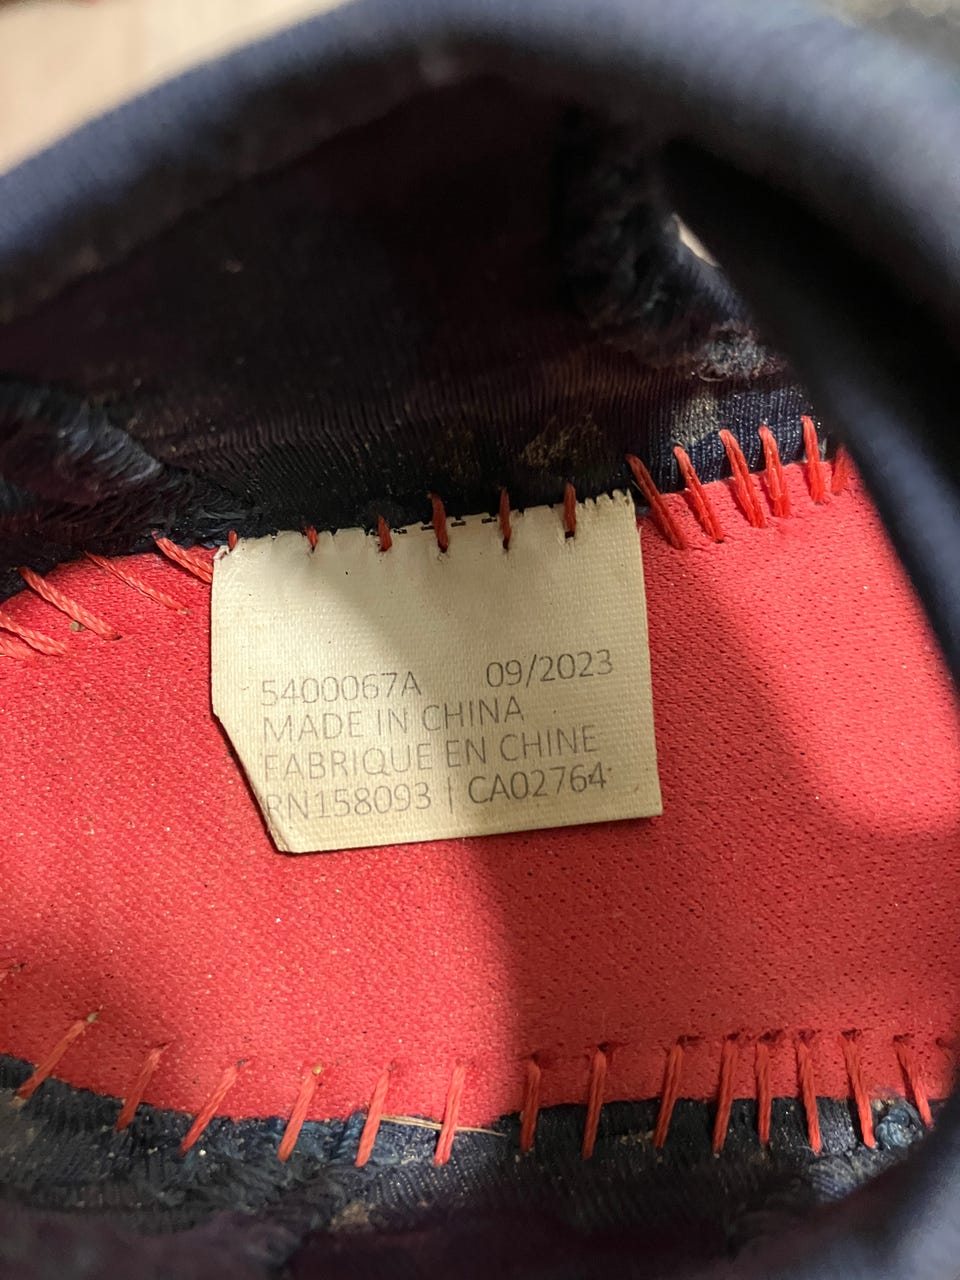 5400067A 09/2023
MADE IN CHINA
FABRIQUE EN CHINE
RN158093 | CA02764